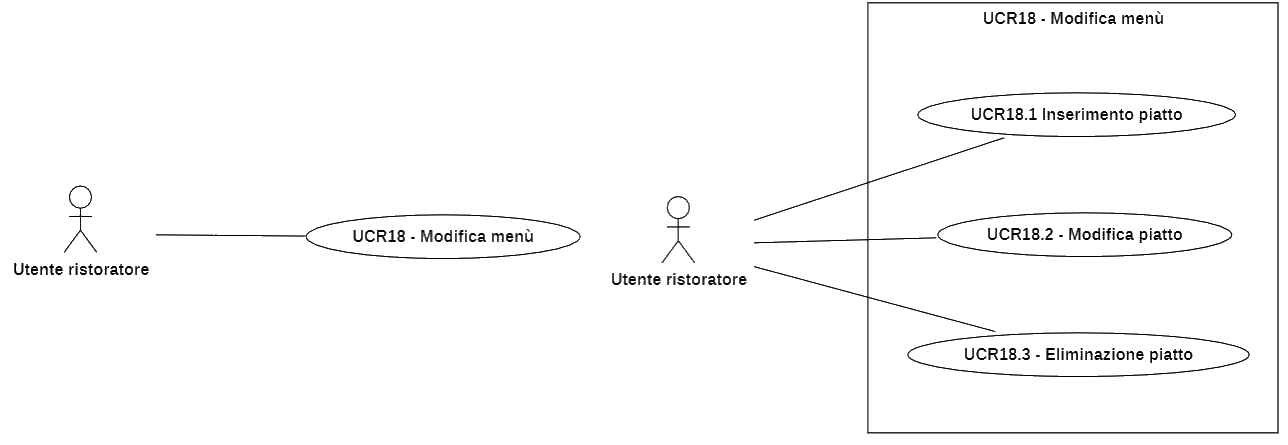 UCR18 - Modifica menù
UCR18.1 Inserimento piatto
UCR18 - Modifica menù
UCR18.2 - Modifica piatto
Utente ristoratore
Utente ristoratore
UCR18.3 - Eliminazione piatto